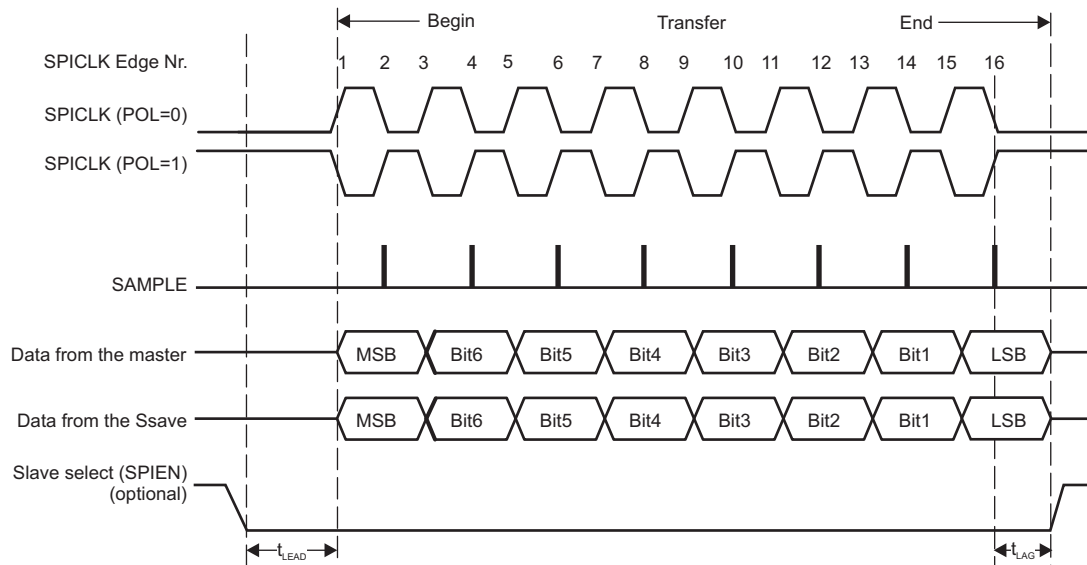 Begin Transfer End
SPICLK Edge Nr. 1 2 3 4 5 6 7 8 9 10 11 12 13 14 15 16
SPICLK (POL=0)
SPICLK (POL=1)
SAMPLE
Data from the master MSB Bit6 Bit5 Bit4 Bit3 Bit2 Bit1 LSB
Data from the Ssave MSB Bit6 Bit5 Bit4 Bit3 Bit2 Bit1 LSB
Slave select (SPIEN)
(optional)
tLEAD tLAG